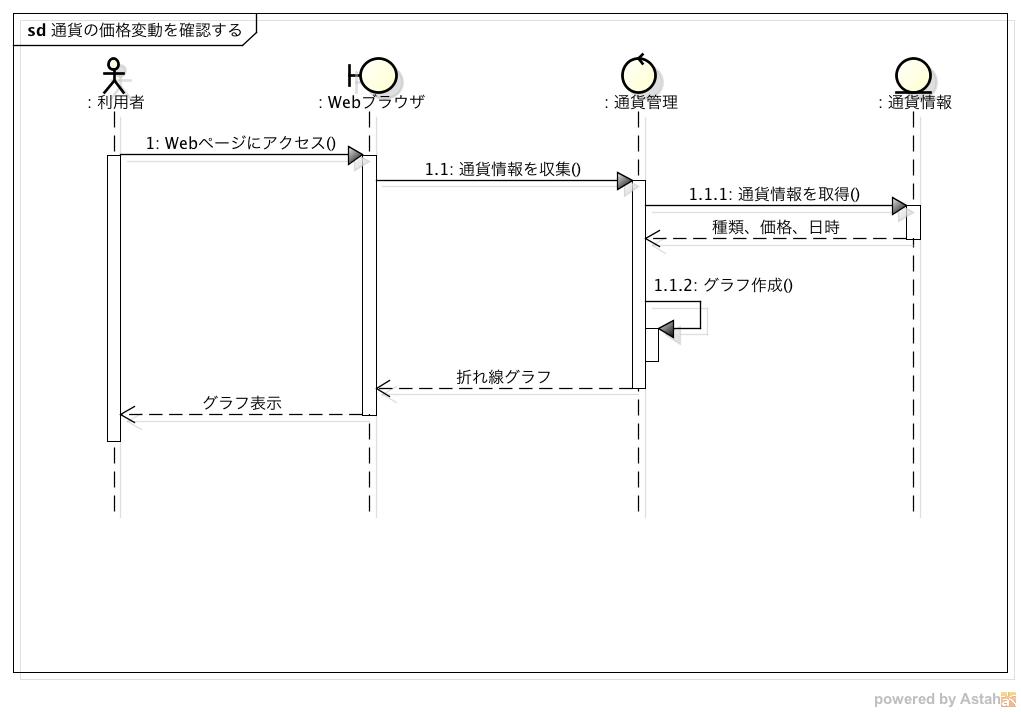 sd 通貨の価格変動を確認する
: 利用者
: Webブラウザ
: 通貨管理
: 通貨情報
1: Webページにアクセス()
1.1: 通貨情報を収集()
1.1.1: 通貨情報を取得()
種類、価格、日時
1.1.2: グラフ作成()
折れ線グラフ
グラフ表示
powered by Astah